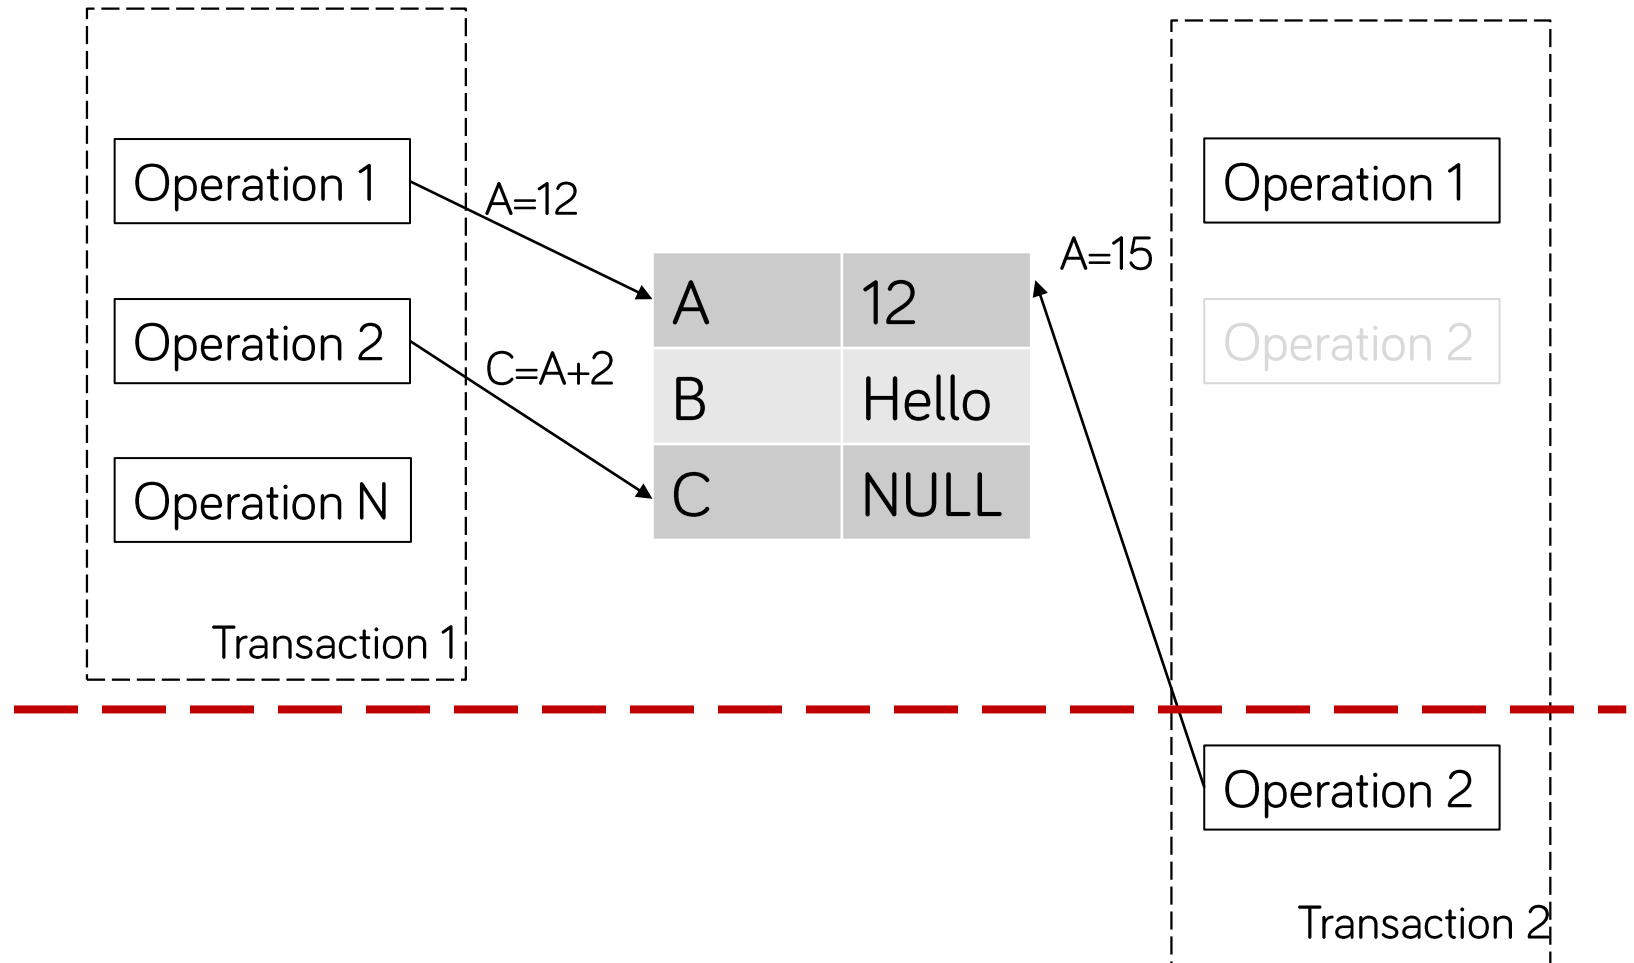 Operation 1
A=12
Operation 2
C=A+2
Operation N
Transaction 1
A 12
B Hello
C NULL
A=15
Operation 1
Operation 2
Operation 2
Transaction 2